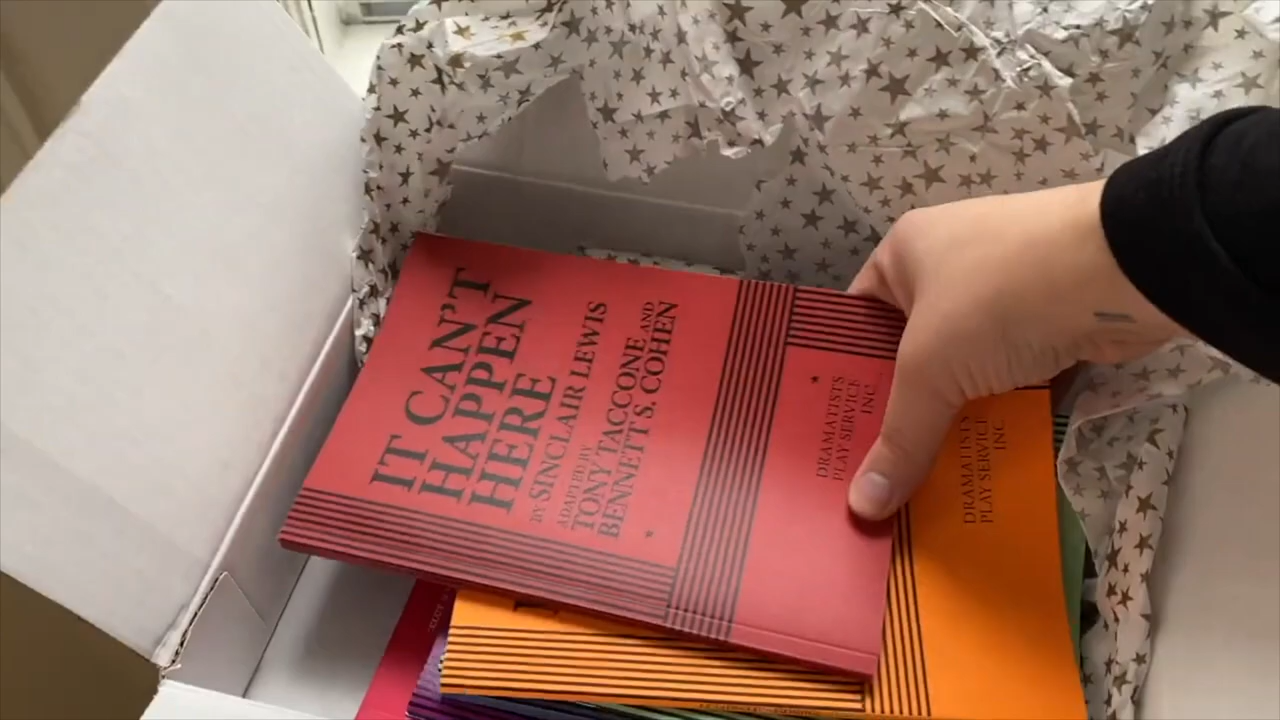 IT CAN'T
HAPPEN
HERE
BY SINCLAIR LEWIS
ADAPTED BY
TONY TACCONE AND
BENNETT S. COHEN
DRAMATISTS
PLAY SERVICE
INC.
DRAMATISTS
PLAY SERVICE
INC